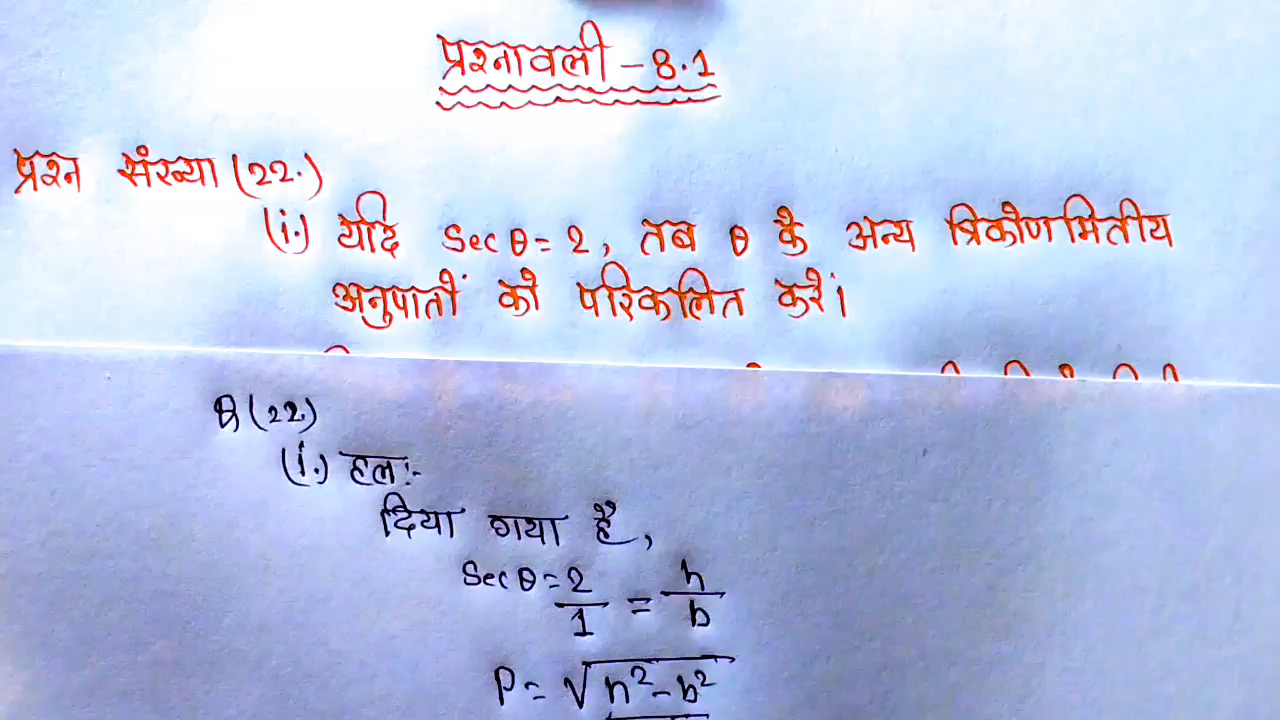 प्रश्नावली - 8.1
प्रश्न संख्या (22.)
(i.) यदि Sec θ = 2, तब θ के अन्य त्रिकोणमितीय
अनुपातों को परिकलित करें।
Q (22)
(i.) हल:-
दिया गया है,
Sec θ = 2/1 = h/b
P = √h²-b²